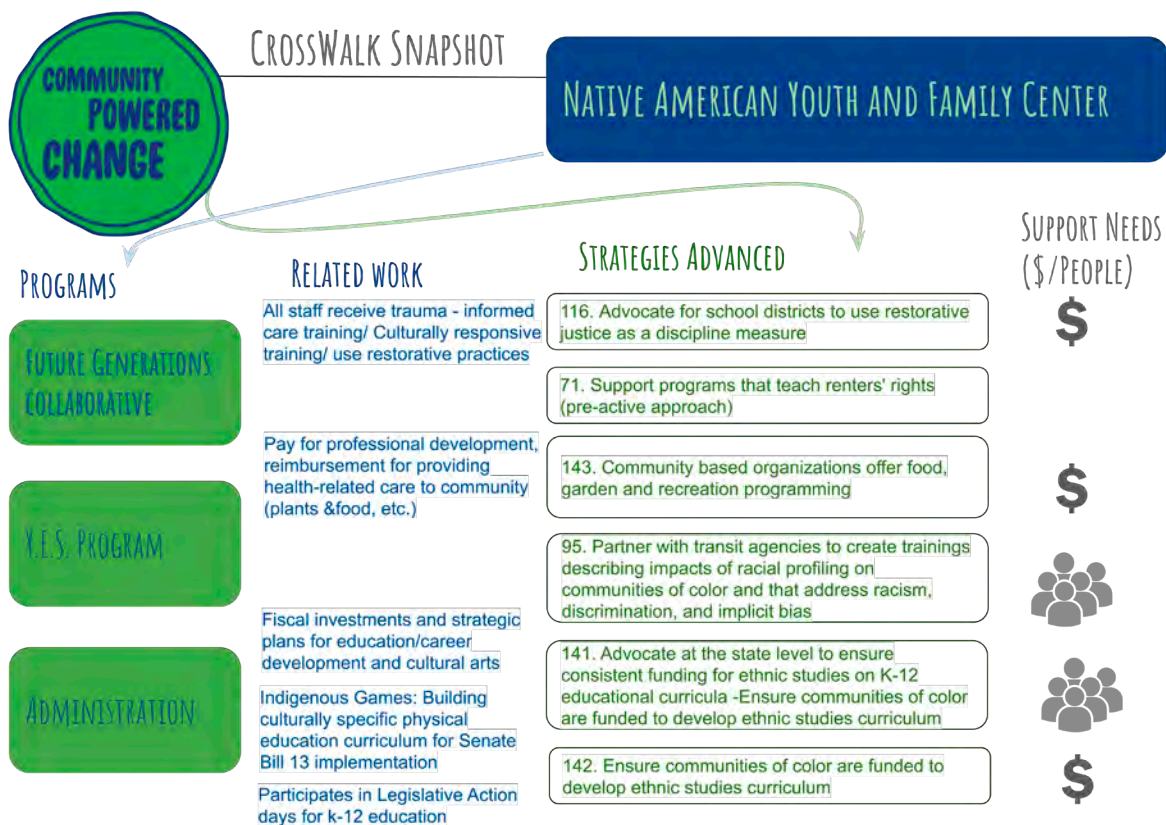 COMMUNITY
POWERED
CHANGE
CROSSWALK SNAPSHOT
NATIVE AMERICAN YOUTH AND FAMILY CENTER
PROGRAMS
FUTURE GENERATIONS
COLLABORATIVE
Y.E.S. PROGRAM
ADMINISTRATION
RELATED WORK
All staff receive trauma - informed
care training/ Culturally responsive
training/ use restorative practices
Pay for professional development,
reimbursement for providing
health-related care to community
(plants &food, etc.)
Fiscal investments and strategic
plans for education/career
development and cultural arts
Indigenous Games: Building
culturally specific physical
education curriculum for Senate
Bill 13 implementation
Participates in Legislative Action
days for k-12 education
STRATEGIES ADVANCED
116. Advocate for school districts to use restorative
justice as a discipline measure
71. Support programs that teach renters' rights
(pre-active approach)
143. Community based organizations offer food,
garden and recreation programming
95. Partner with transit agencies to create trainings
describing impacts of racial profiling on
communities of color and that address racism,
discrimination, and implicit bias
141. Advocate at the state level to ensure
consistent funding for ethnic studies on K-12
educational curricula -Ensure communities of color
are funded to develop ethnic studies curriculum
142. Ensure communities of color are funded to
develop ethnic studies curriculum
SUPPORT NEEDS
($/PEOPLE)
$
$
$